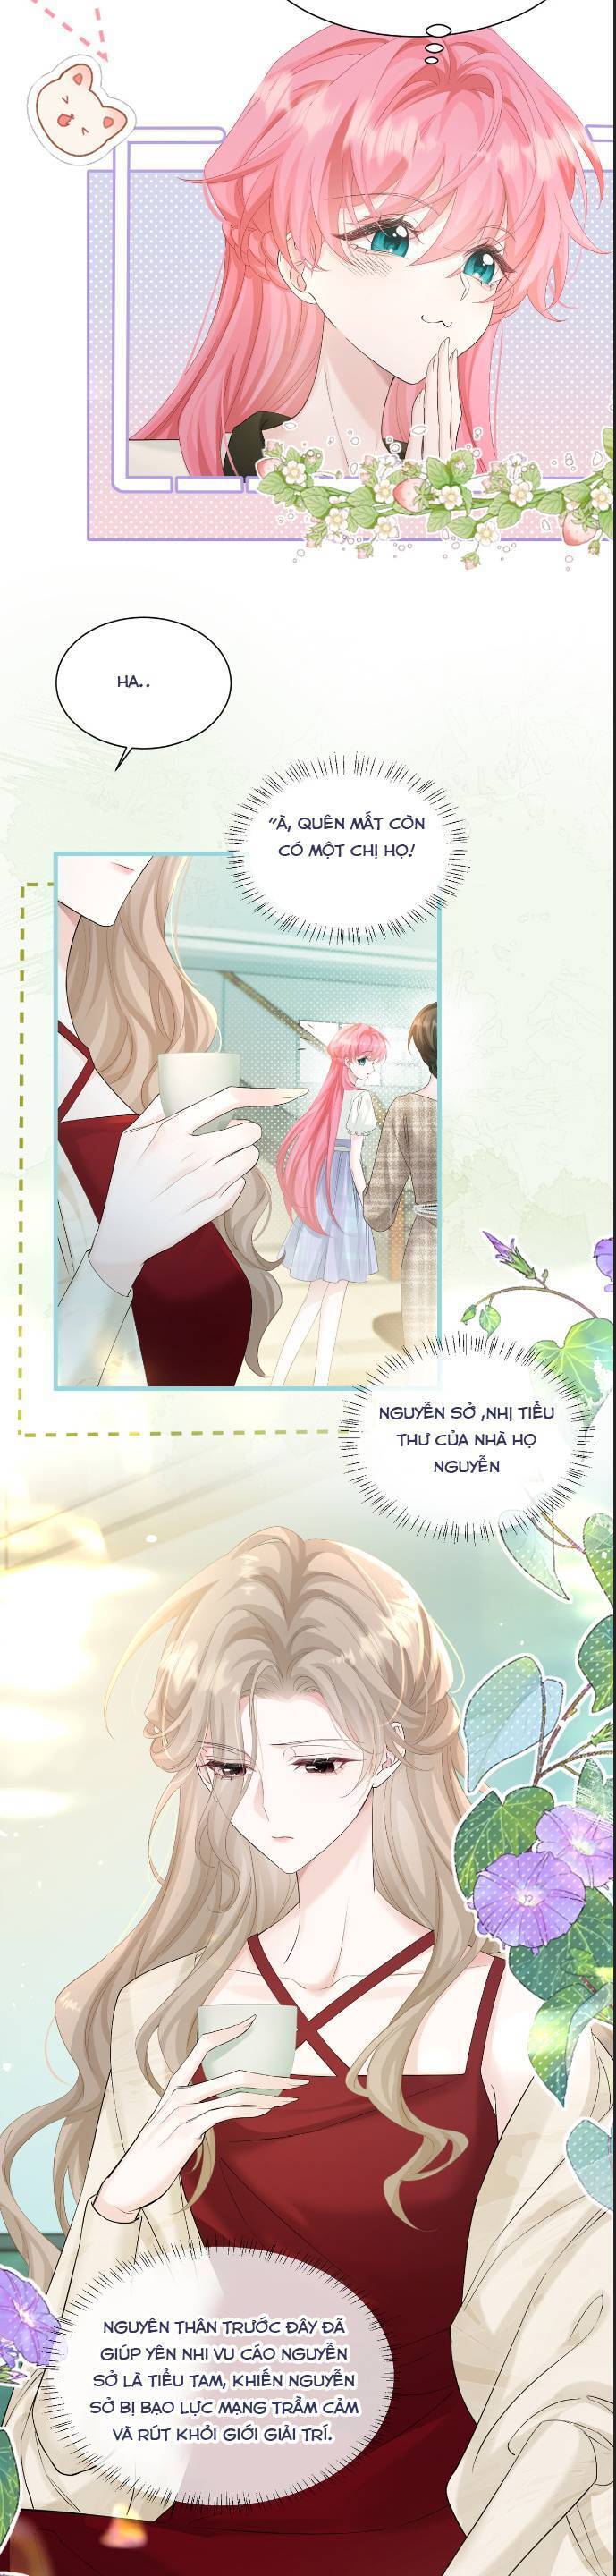 HA..
"À, QUÊN MẤT CÒN
CÓ MỘT CHỊ HỌ!
NGUYỄN SỞ ,NHỊ TIỂU
THƯ CỦA NHÀ HỌ
NGUYỄN
NGUYÊN THÂN TRƯỚC ĐÂY ĐÃ
GIÚP YÊN NHI VU CÁO NGUYỄN
SỞ LÀ TIỂU TAM, KHIẾN NGUYỄN
SỞ BỊ BẠO LỰC MẠNG TRẦM CẢM
VÀ RÚT KHỎI GIỚI GIẢI TRÍ.